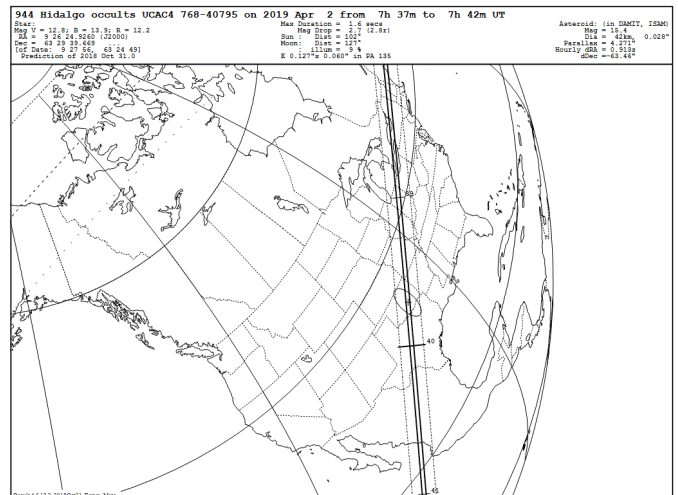 944 Hidalgo occults UCAC4 768-40795 on 2019 Apr 2 from 7h 37m to 7h 42m UT
Star:
Mag V = 12.8; B = 13.9; R = 12.2
RA = 9 26 24.9260 (J2000)
Dec = 63 29 39.669 ...
[of Date: 9 27 56, 63 24 49]
Prediction of 2018 Oct 31.0
Max Duration = 1.6 secs
Mag Drop = 2.7 (2.8r)
Sun : Dist = 102°
Moon: Dist = 127°
: illum = 9 %
E 0.127"x 0.060" in PA 135
Asteroid: (in DAMIT, ISAM)
Mag = 15.4
Dia = 42km, 0.028"
Parallax = 4.271"
Hourly dRA = 0.913s
dDec = -63.46"
39
40
41